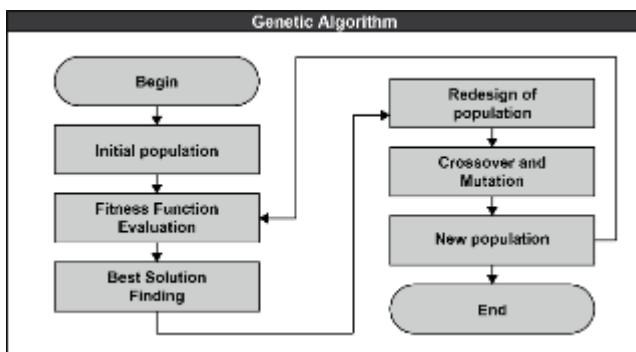 Genetic Algorithm
Begin
Initial population
Fitness Function
Evaluation
Best Solution
Finding
Redesign of
population
Crossover and
Mutation
New population
End